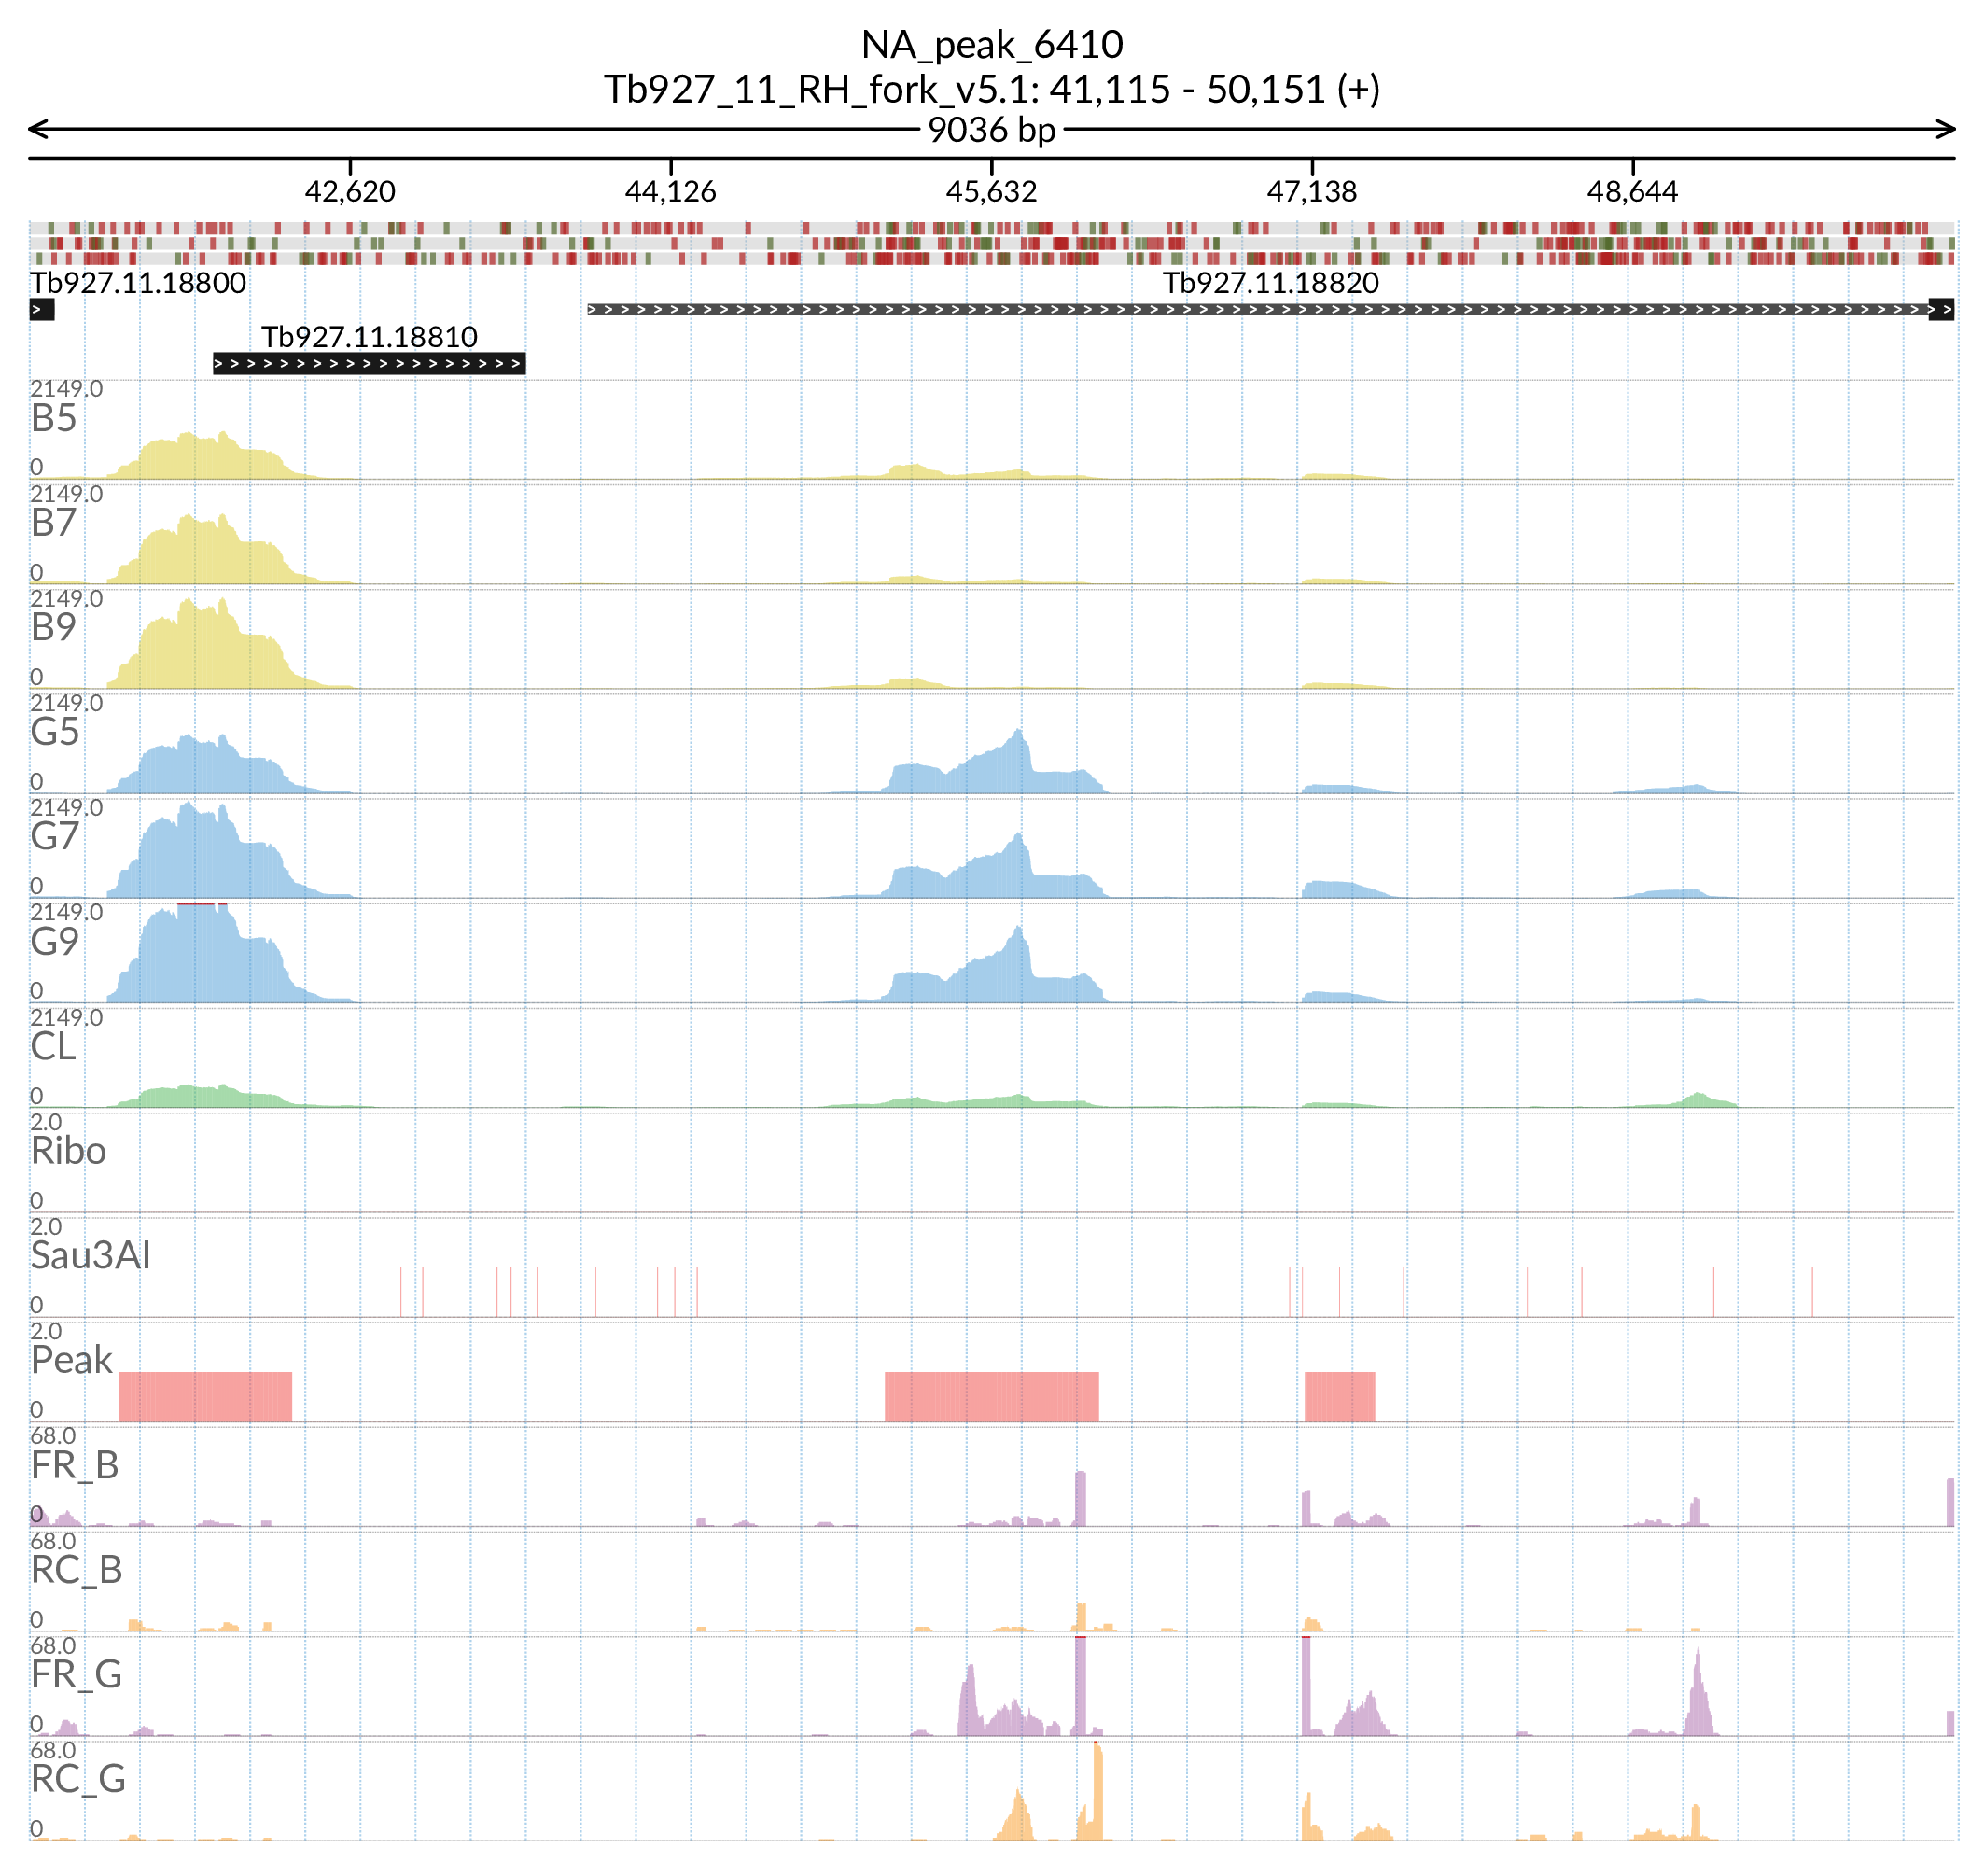 NA_peak_6410
Tb927_11_RH_fork_v5.1: 41,115 - 50,151 (+)
9036 bp
42,620 44,126 45,632 47,138 48,644
Tb927.11.18800 Tb927.11.18820
Tb927.11.18810
2149.0
B5
0
2149.0
B7
0
2149.0
B9
0
2149.0
G5
0
2149.0
G7
0
2149.0
G9
0
2149.0
CL
0
2.0
Ribo
0
2.0
Sau3AI
0
2.0
Peak
0
68.0
FR_B
0
68.0
RC_B
0
68.0
FR_G
0
68.0
RC_G
0